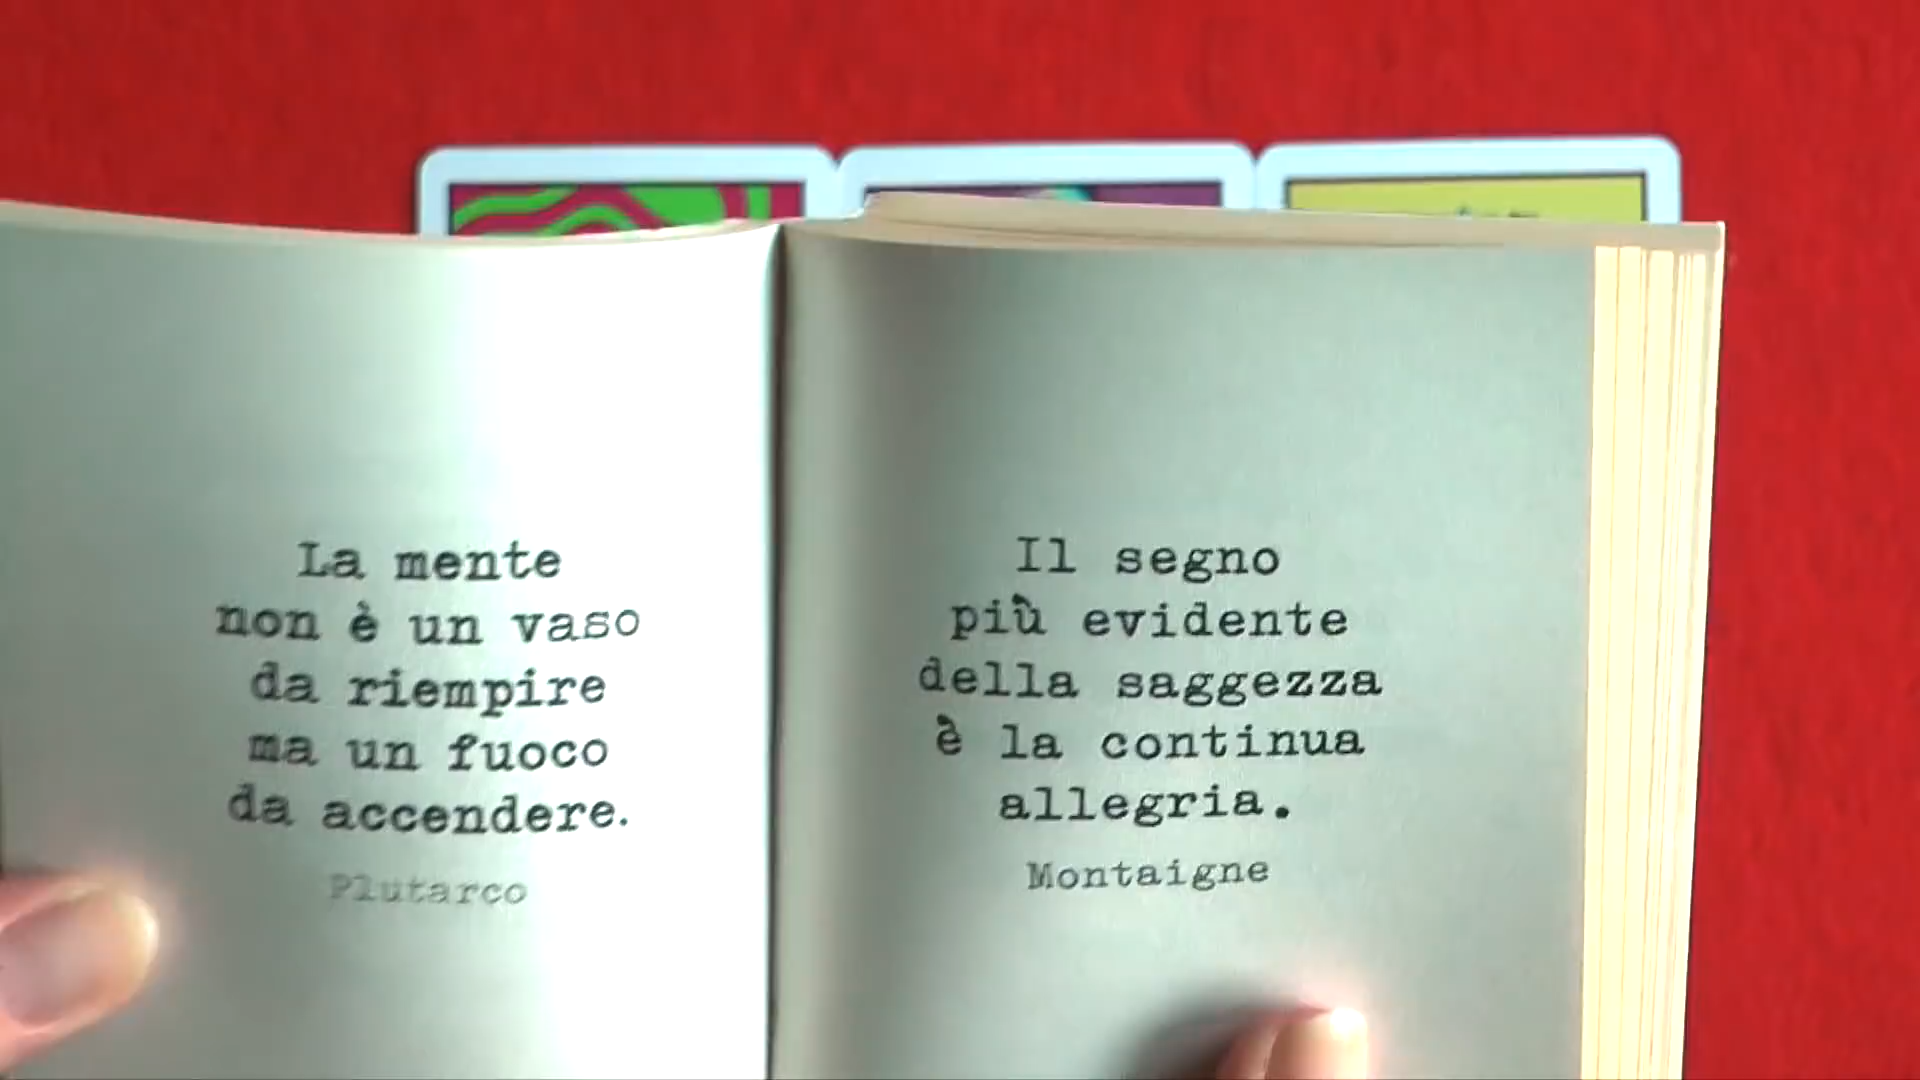 La mente
non è un vaso
da riempire
ma un fuoco
da accendere.
Plutarco
Il segno
più evidente
della saggezza
è la continua
allegria.
Montaigne